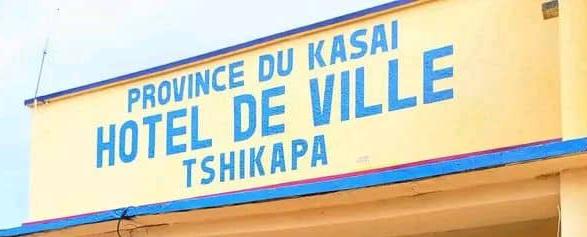 PROVINCE DU KASAI
HOTEL DE VILLE
TSHIKAPA